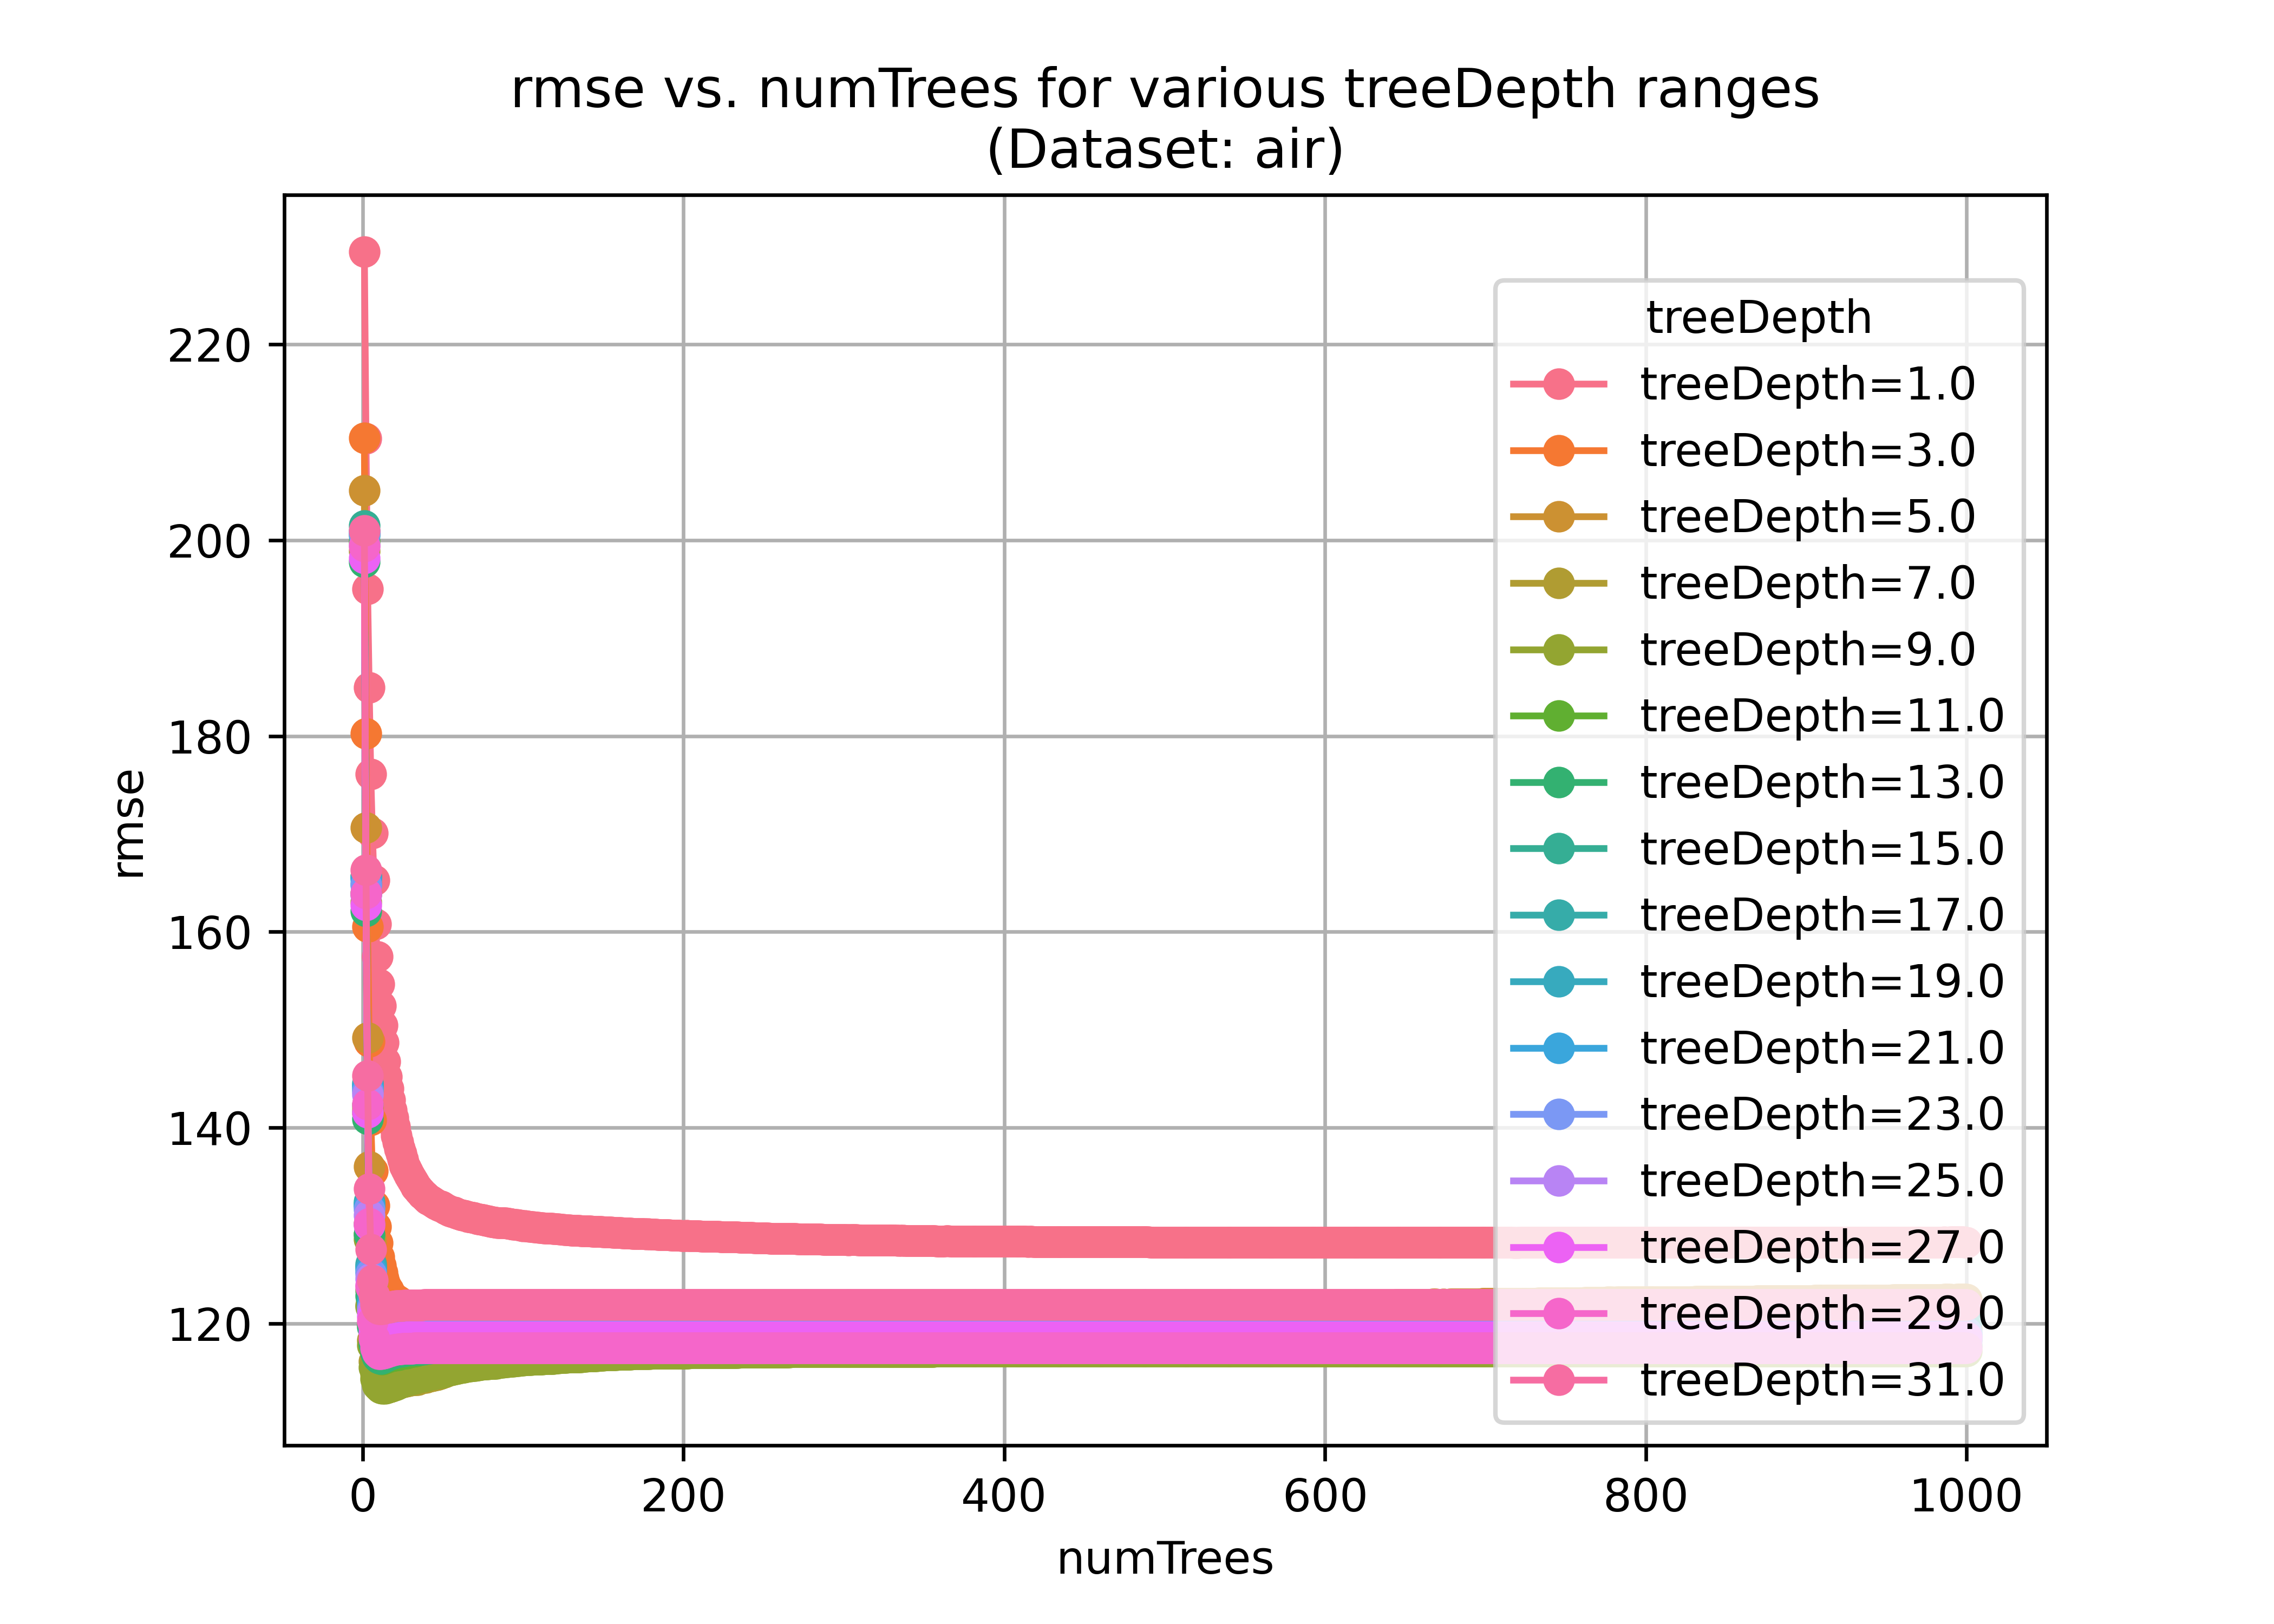 rmse vs. numTrees for various treeDepth ranges
(Dataset: air)
rmse
220
200
180
160
140
120
0
200
400
600
800
1000
numTrees
treeDepth
treeDepth=1.0
treeDepth=3.0
treeDepth=5.0
treeDepth=7.0
treeDepth=9.0
treeDepth=11.0
treeDepth=13.0
treeDepth=15.0
treeDepth=17.0
treeDepth=19.0
treeDepth=21.0
treeDepth=23.0
treeDepth=25.0
treeDepth=27.0
treeDepth=29.0
treeDepth=31.0